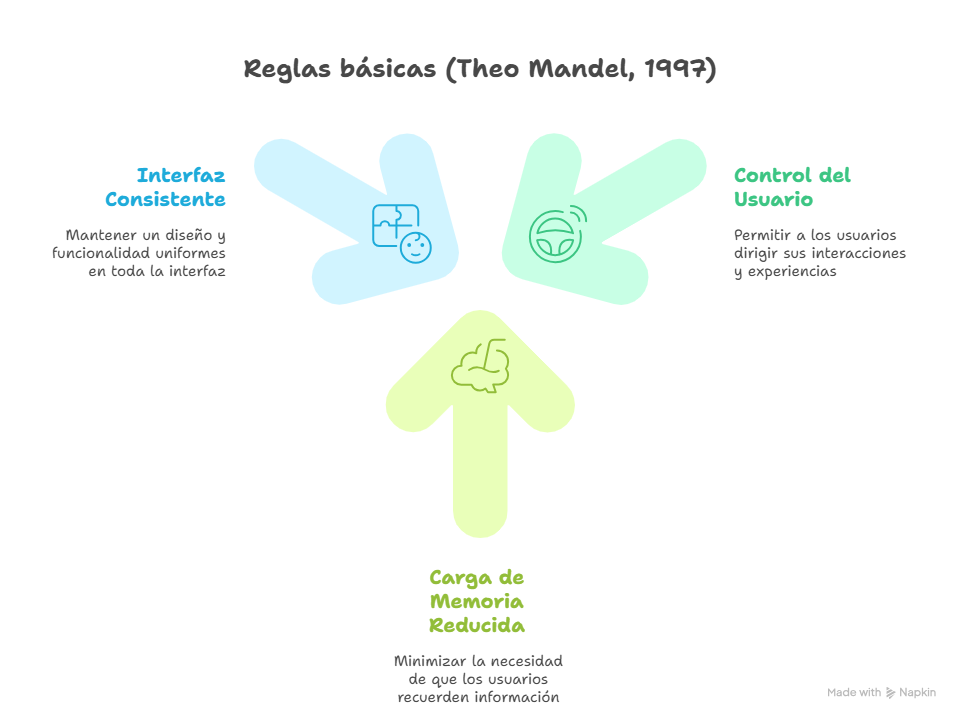 Reglas básicas (Theo Mandel, 1997)
Interfaz
Consistente
Mantener un diseño y
funcionalidad uniformes
en toda la interfaz
Control del
Usuario
Permitir a los usuarios
dirigir sus interacciones
y experiencias
Carga de
Memoria
Reducida
Minimizar la necesidad
de que los usuarios
recuerden información
Made with Napkin